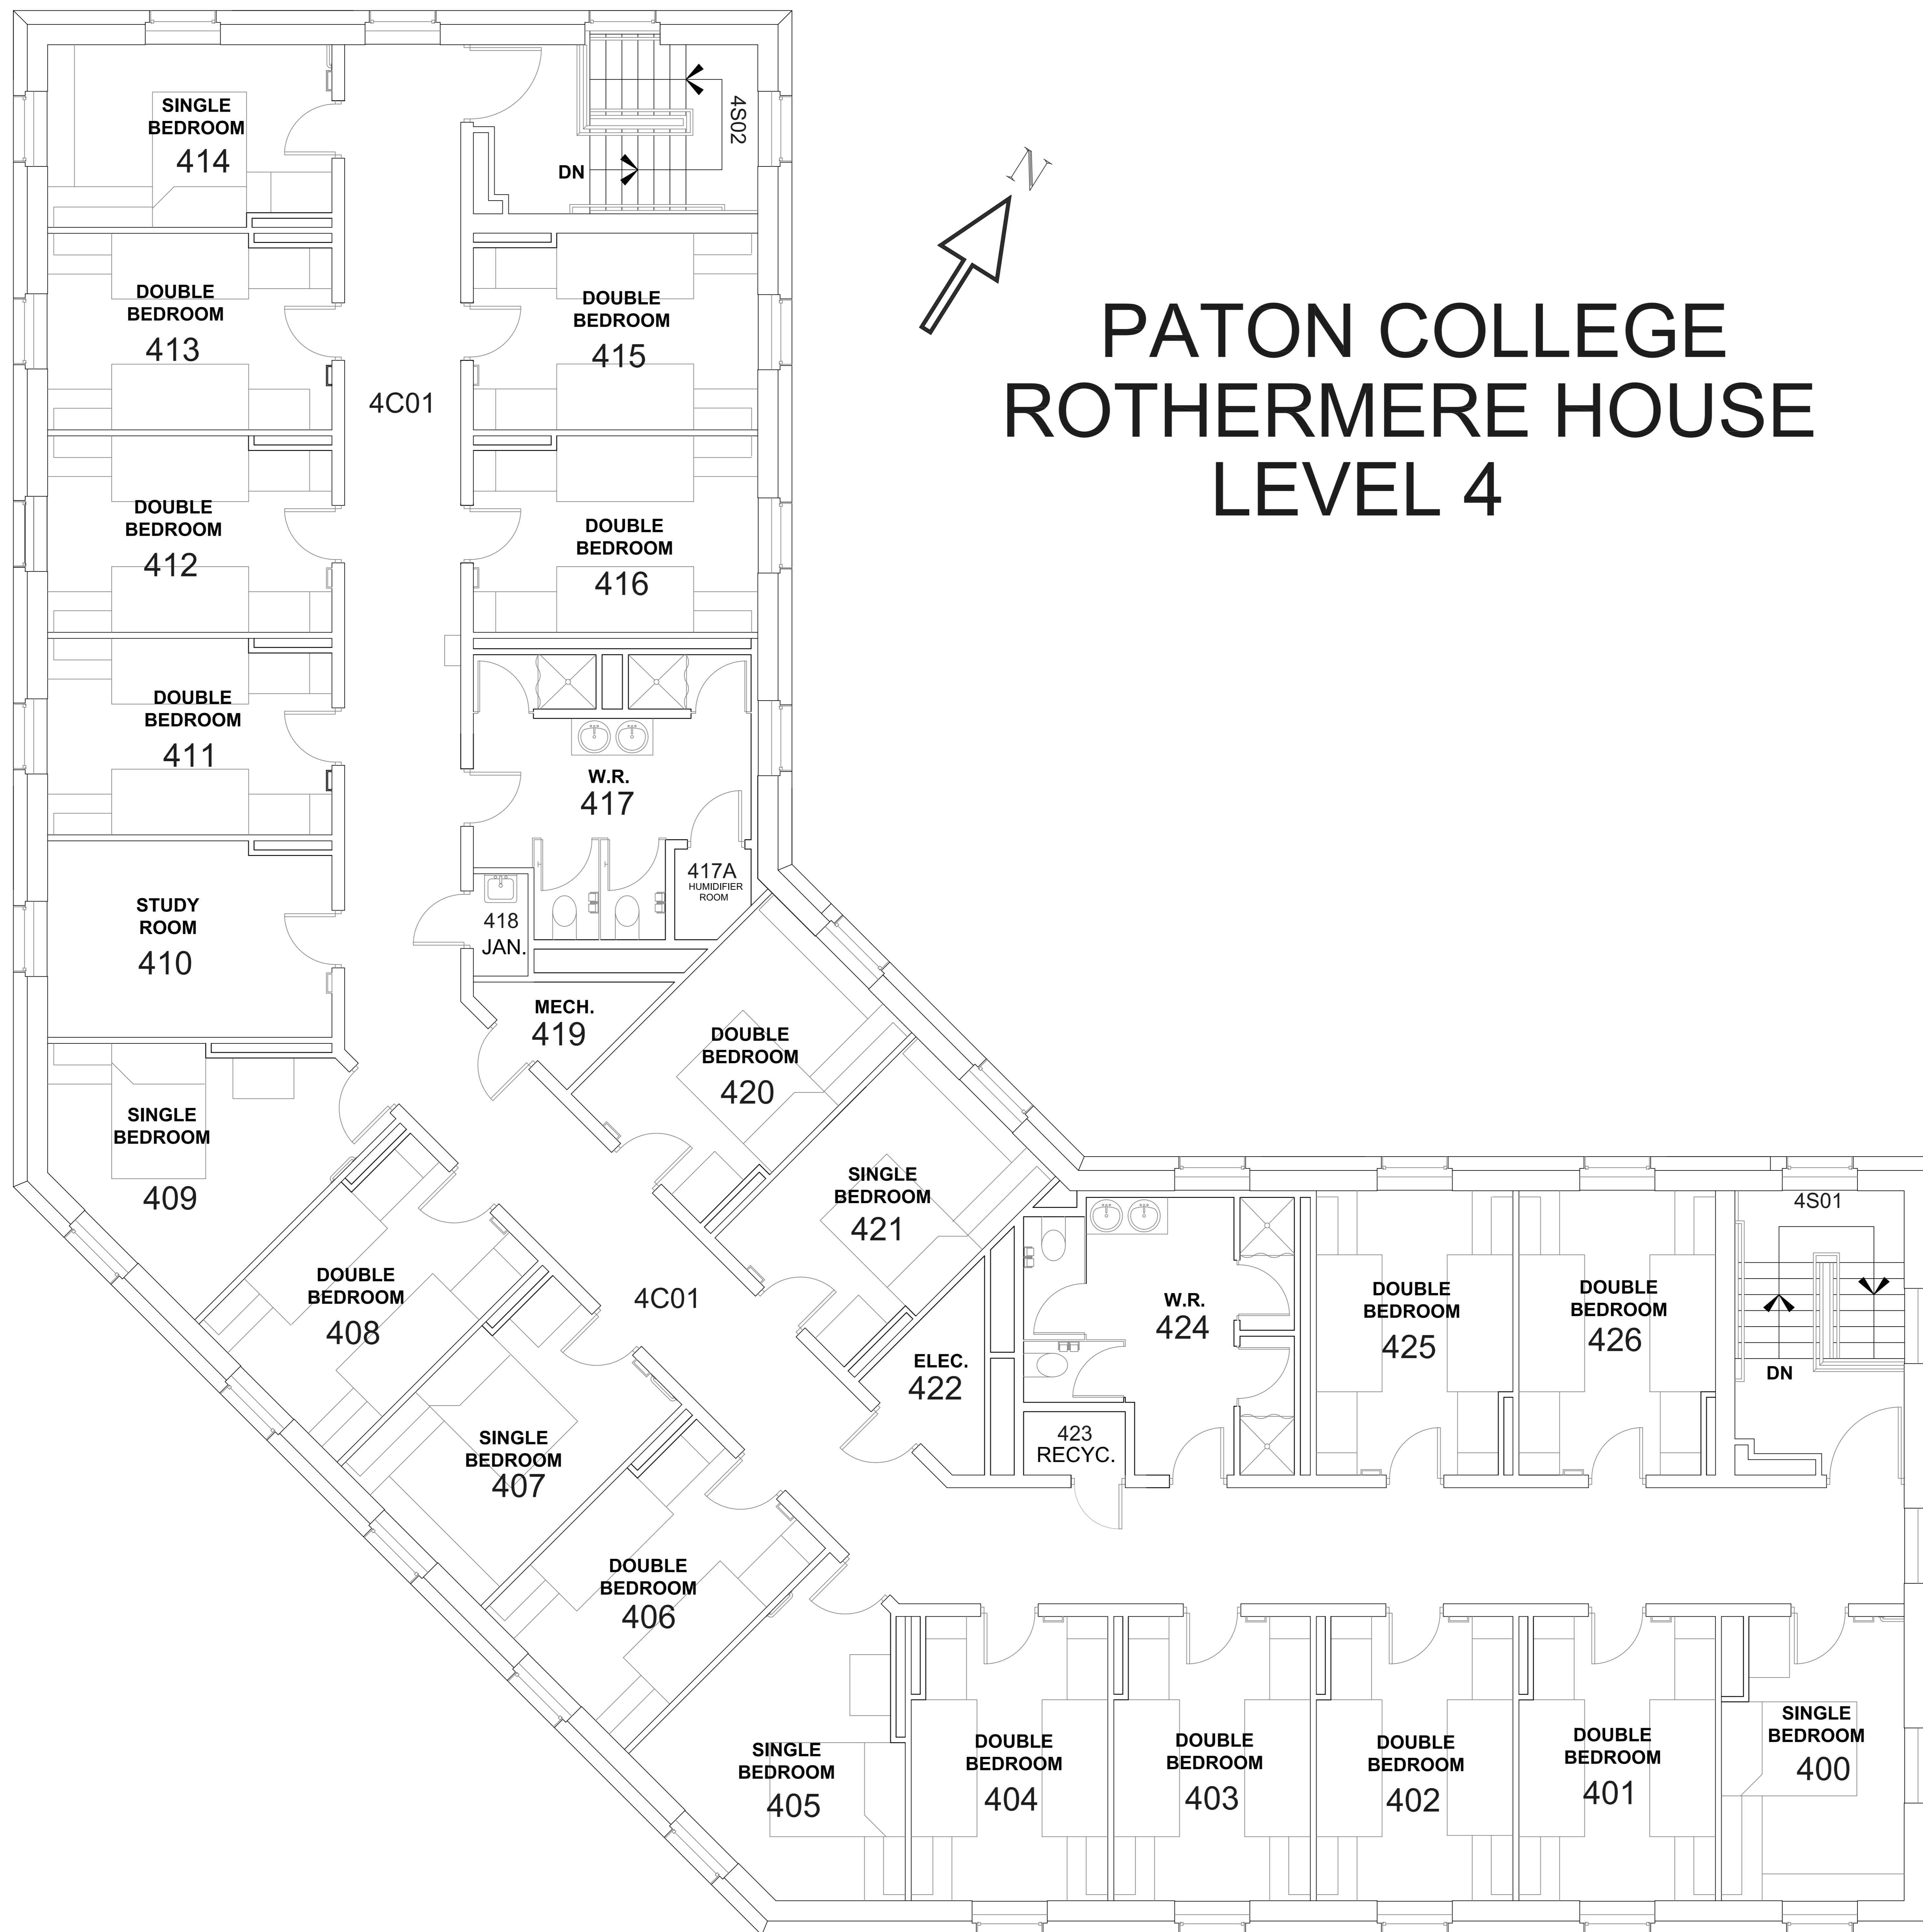 PATON COLLEGE
ROTHERMERE HOUSE
LEVEL 4
N
4S02
DN
SINGLE
BEDROOM
414
DOUBLE
BEDROOM
413
DOUBLE
BEDROOM
415
4C01
DOUBLE
BEDROOM
412
DOUBLE
BEDROOM
416
DOUBLE
BEDROOM
411
W.R.
417
417A
HUMIDIFIER
ROOM
STUDY
ROOM
410
418
JAN.
MECH.
419
DOUBLE
BEDROOM
420
SINGLE
BEDROOM
409
SINGLE
BEDROOM
421
DOUBLE
BEDROOM
408
4C01
ELEC.
422
W.R.
424
423
RECYC.
DOUBLE
BEDROOM
425
DOUBLE
BEDROOM
426
4S01
DN
SINGLE
BEDROOM
407
DOUBLE
BEDROOM
406
SINGLE
BEDROOM
405
DOUBLE
BEDROOM
404
DOUBLE
BEDROOM
403
DOUBLE
BEDROOM
402
DOUBLE
BEDROOM
401
SINGLE
BEDROOM
400